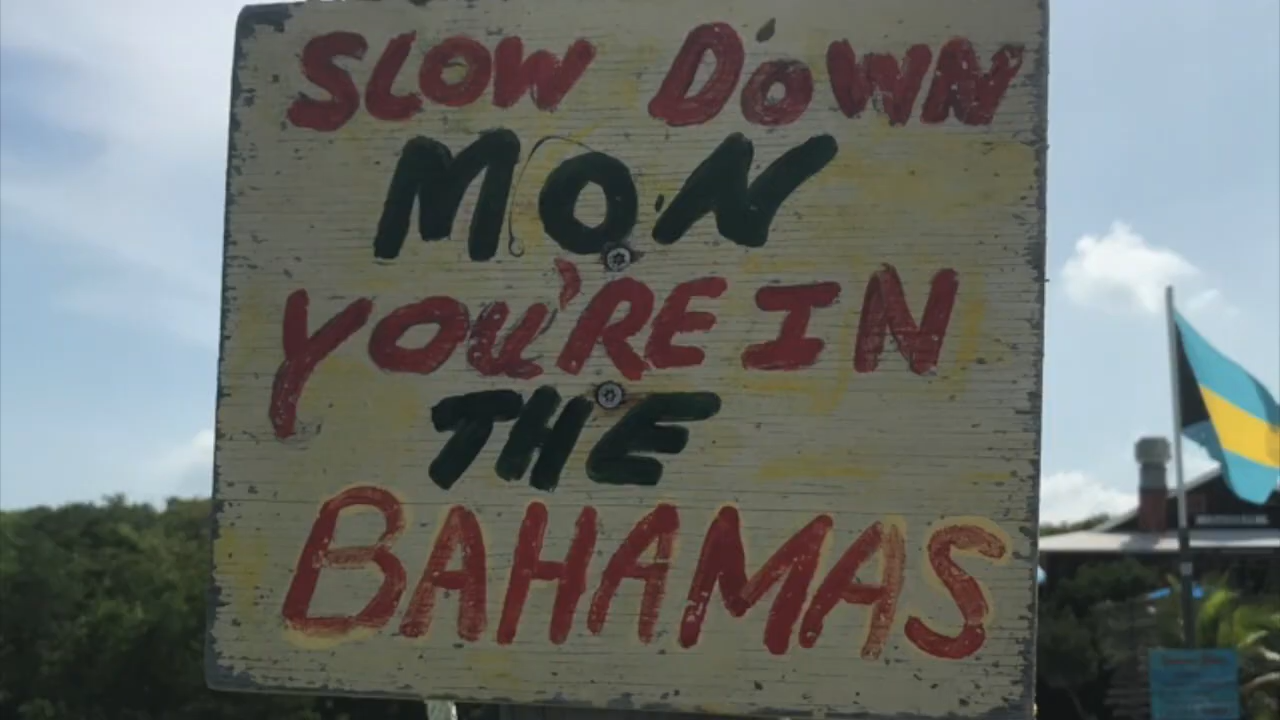 SLOW DOWN
MON
YOU'RE IN
THE
BAHAMAS